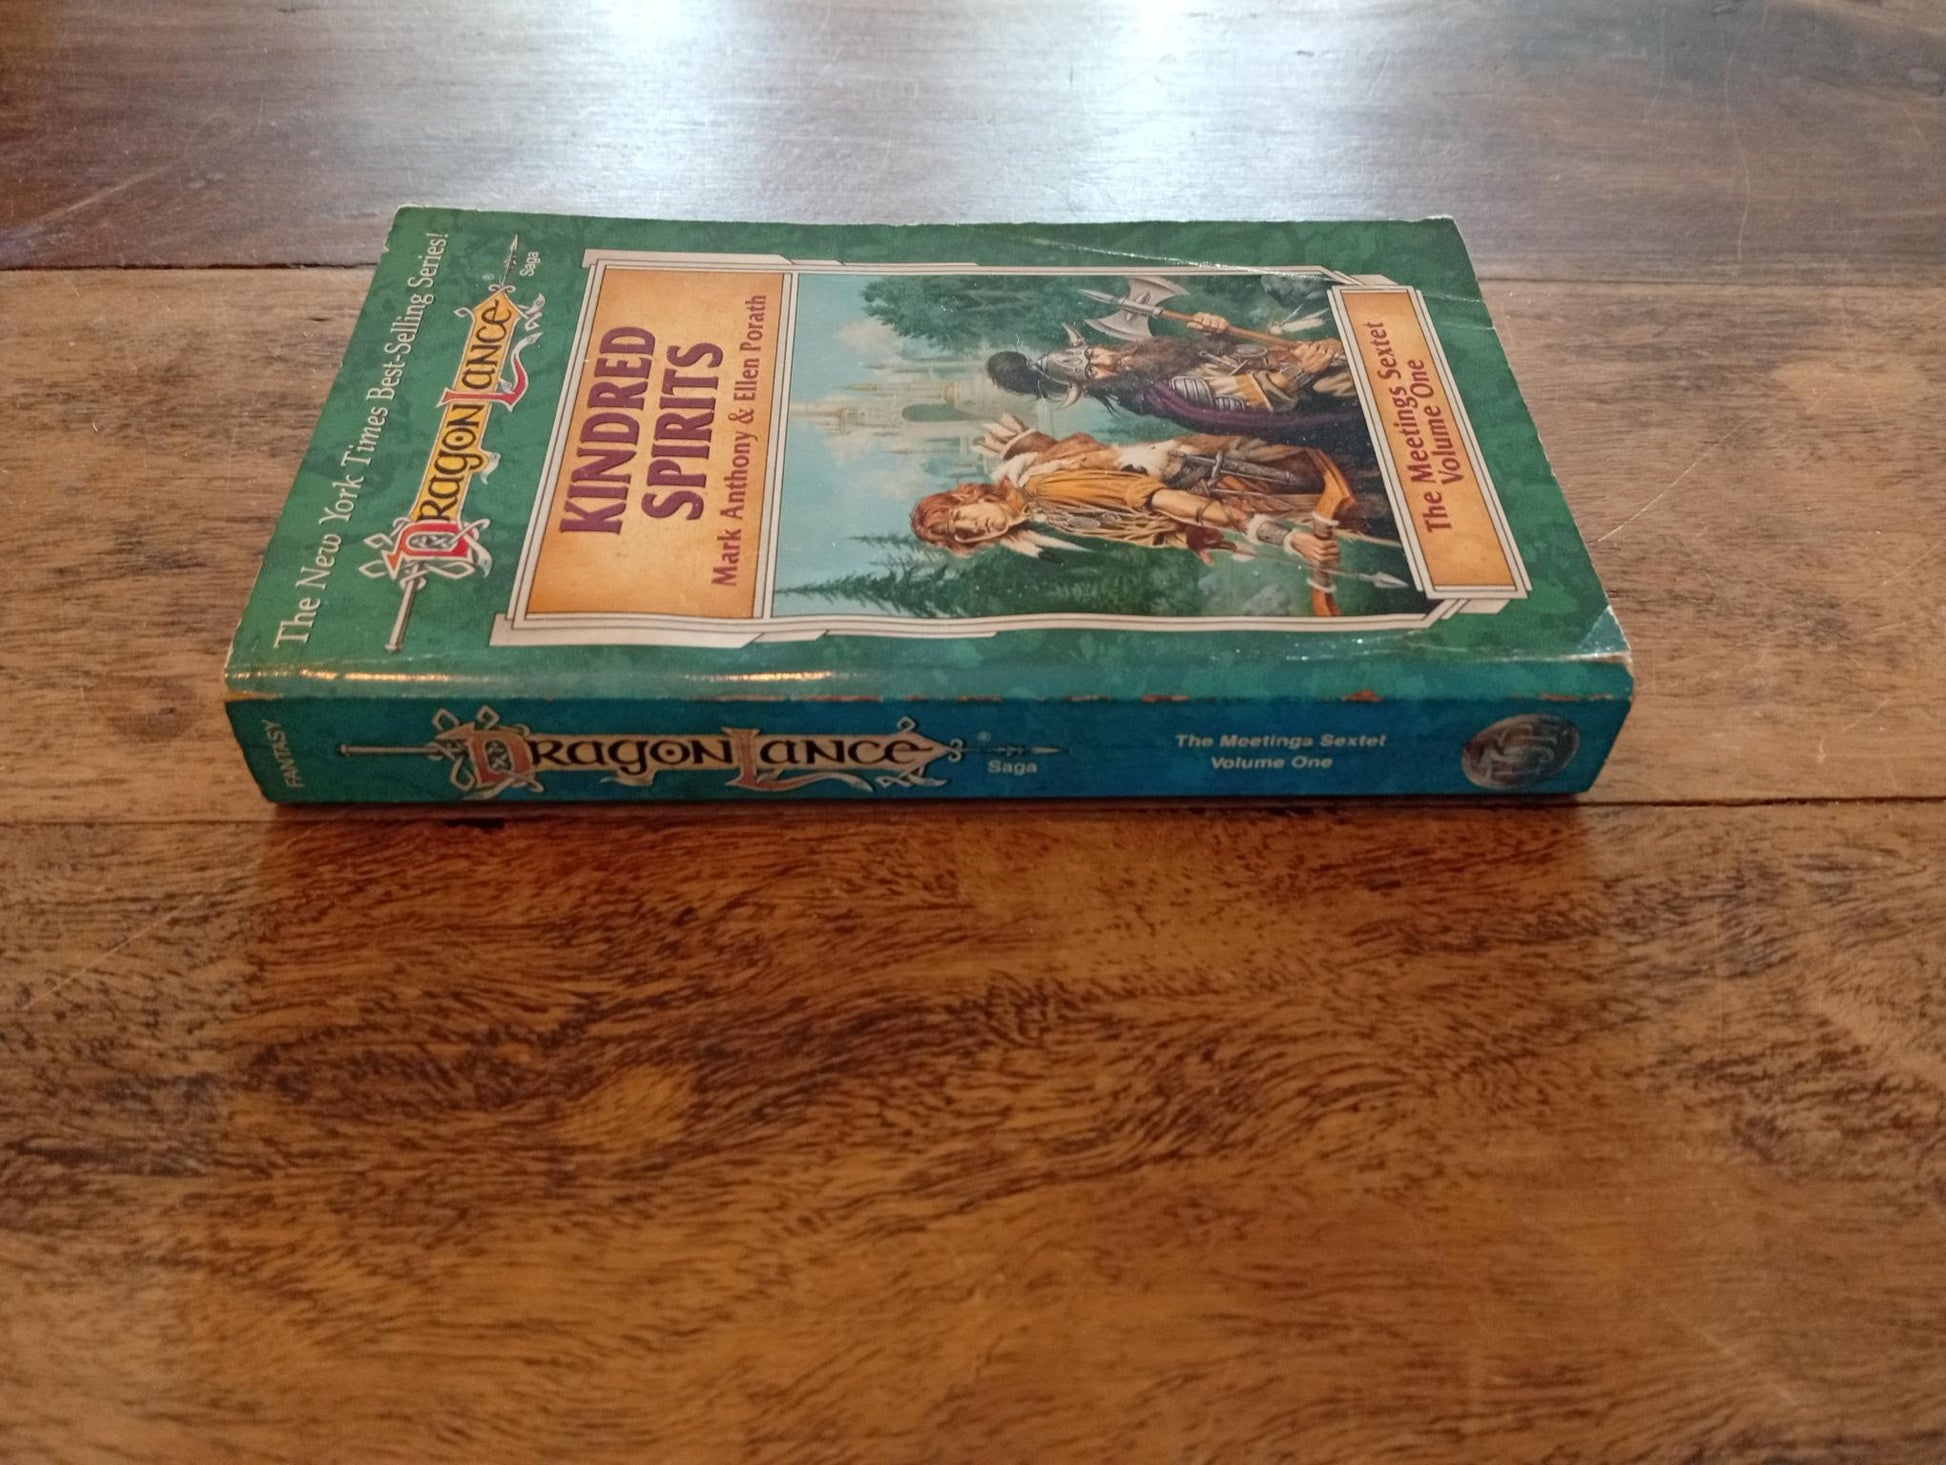 The New York Times Best-Selling Series!
DRAGONLANCE®
Saga
KINDRED
SPIRITS
Mark Anthony & Ellen Porath
The Meetings Sextet
Volume One
FANTASY
DRAGONLANCE®
Saga
The Meetings Sextet
Volume One
TSR